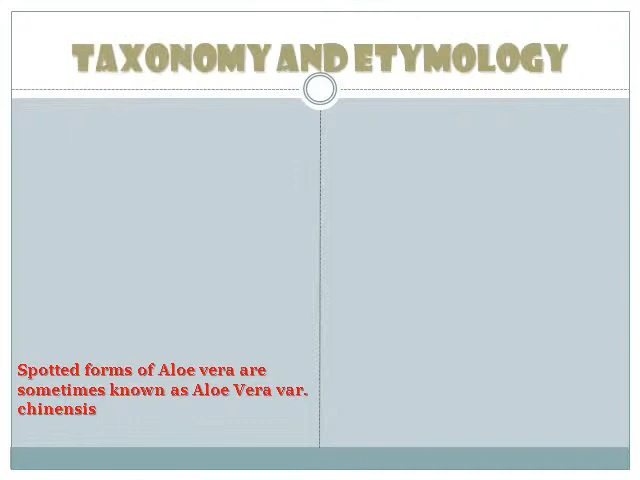 TAXONOMY AND ETYMOLOGY
Spotted forms of Aloe vera are
sometimes known as Aloe Vera var.
chinensis